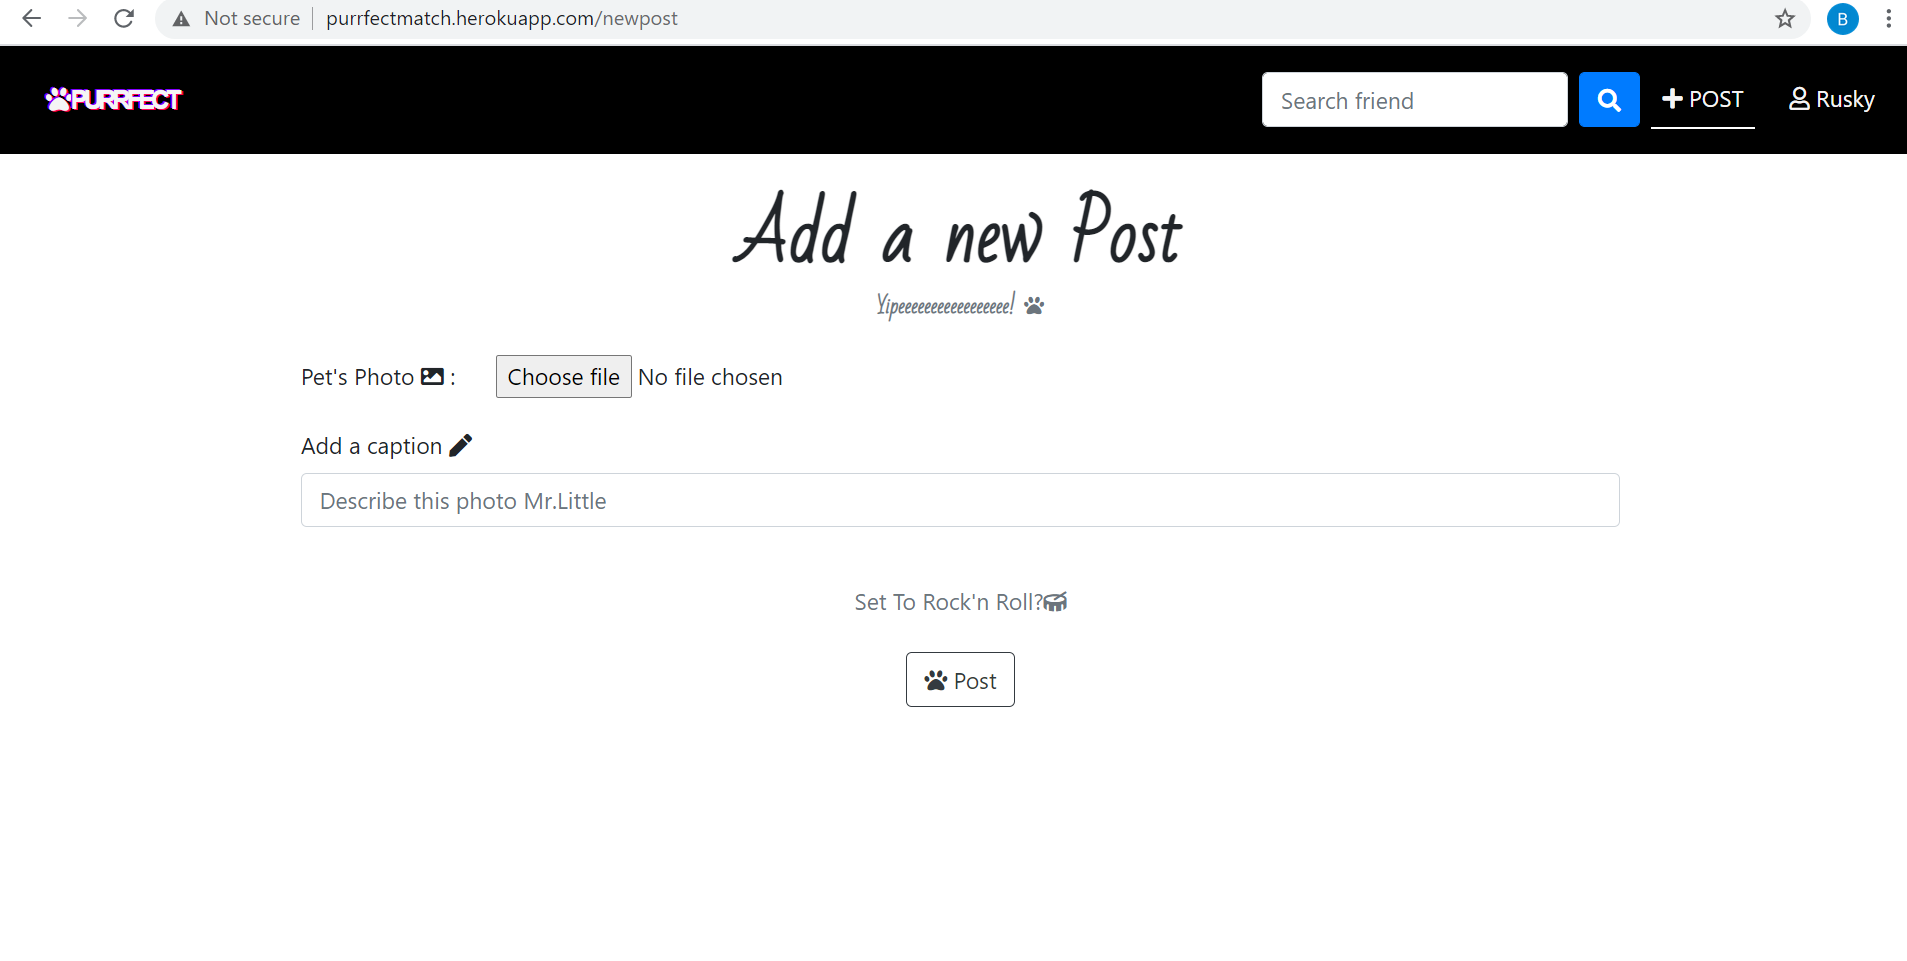 Not secure purrfectmatch.herokuapp.com/newpost B
PURRFECT Search friend POST Rusky
Add a new Post
Yipeeeeeeeeeeeeeeeee!
Pet's Photo : Choose file No file chosen
Add a caption
Describe this photo Mr.Little
Set To Rock'n Roll?
Post